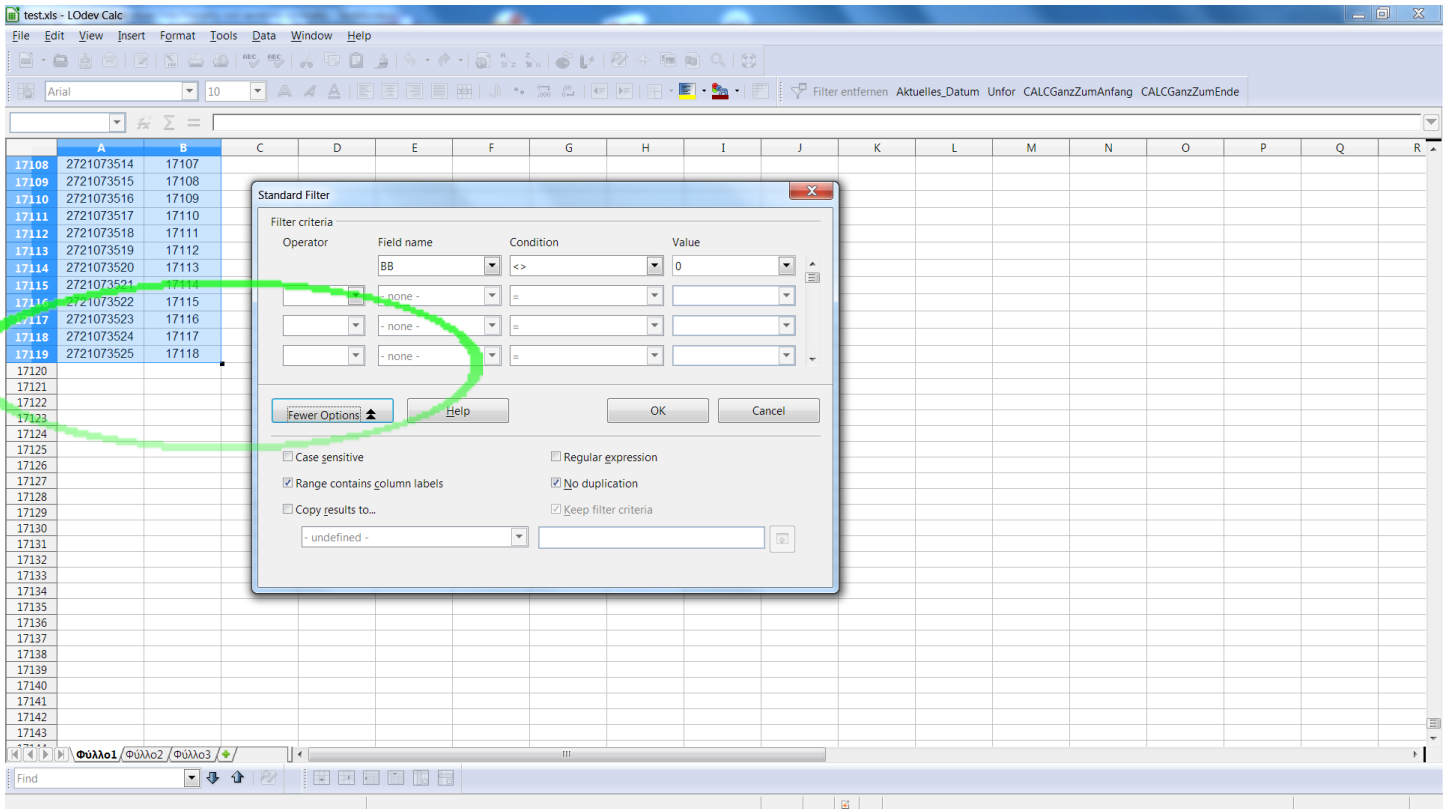 test.xls - LOdev Calc
File Edit View Insert Format Tools Data Window Help
Arial 10 Filter entfernen Aktuelles_Datum Unfor CALCGanzZumAnfang CALCGanzZumEnde
A B C D E F G H I J K L M N O P Q R
17108 2721073514 17107
17109 2721073515 17108
17110 2721073516 17109
17111 2721073517 17110
17112 2721073518 17111
17113 2721073519 17112
17114 2721073520 17113
17115 2721073521 17114
17116 2721073522 17115
17117 2721073523 17116
17118 2721073524 17117
17119 2721073525 17118
17120
17121
17122
17123
17124
17125
17126
17127
17128
17129
17130
17131
17132
17133
17134
17135
17136
17137
17138
17139
17140
17141
17142
17143
Standard Filter
Filter criteria
Operator Field name Condition Value
BB <> 0
- none - =
- none - =
- none - =
Fewer Options Help OK Cancel
Case sensitive Regular expression
Range contains column labels No duplication
Copy results to... Keep filter criteria
- undefined -
Φύλλο1 Φύλλο2 Φύλλο3
Find